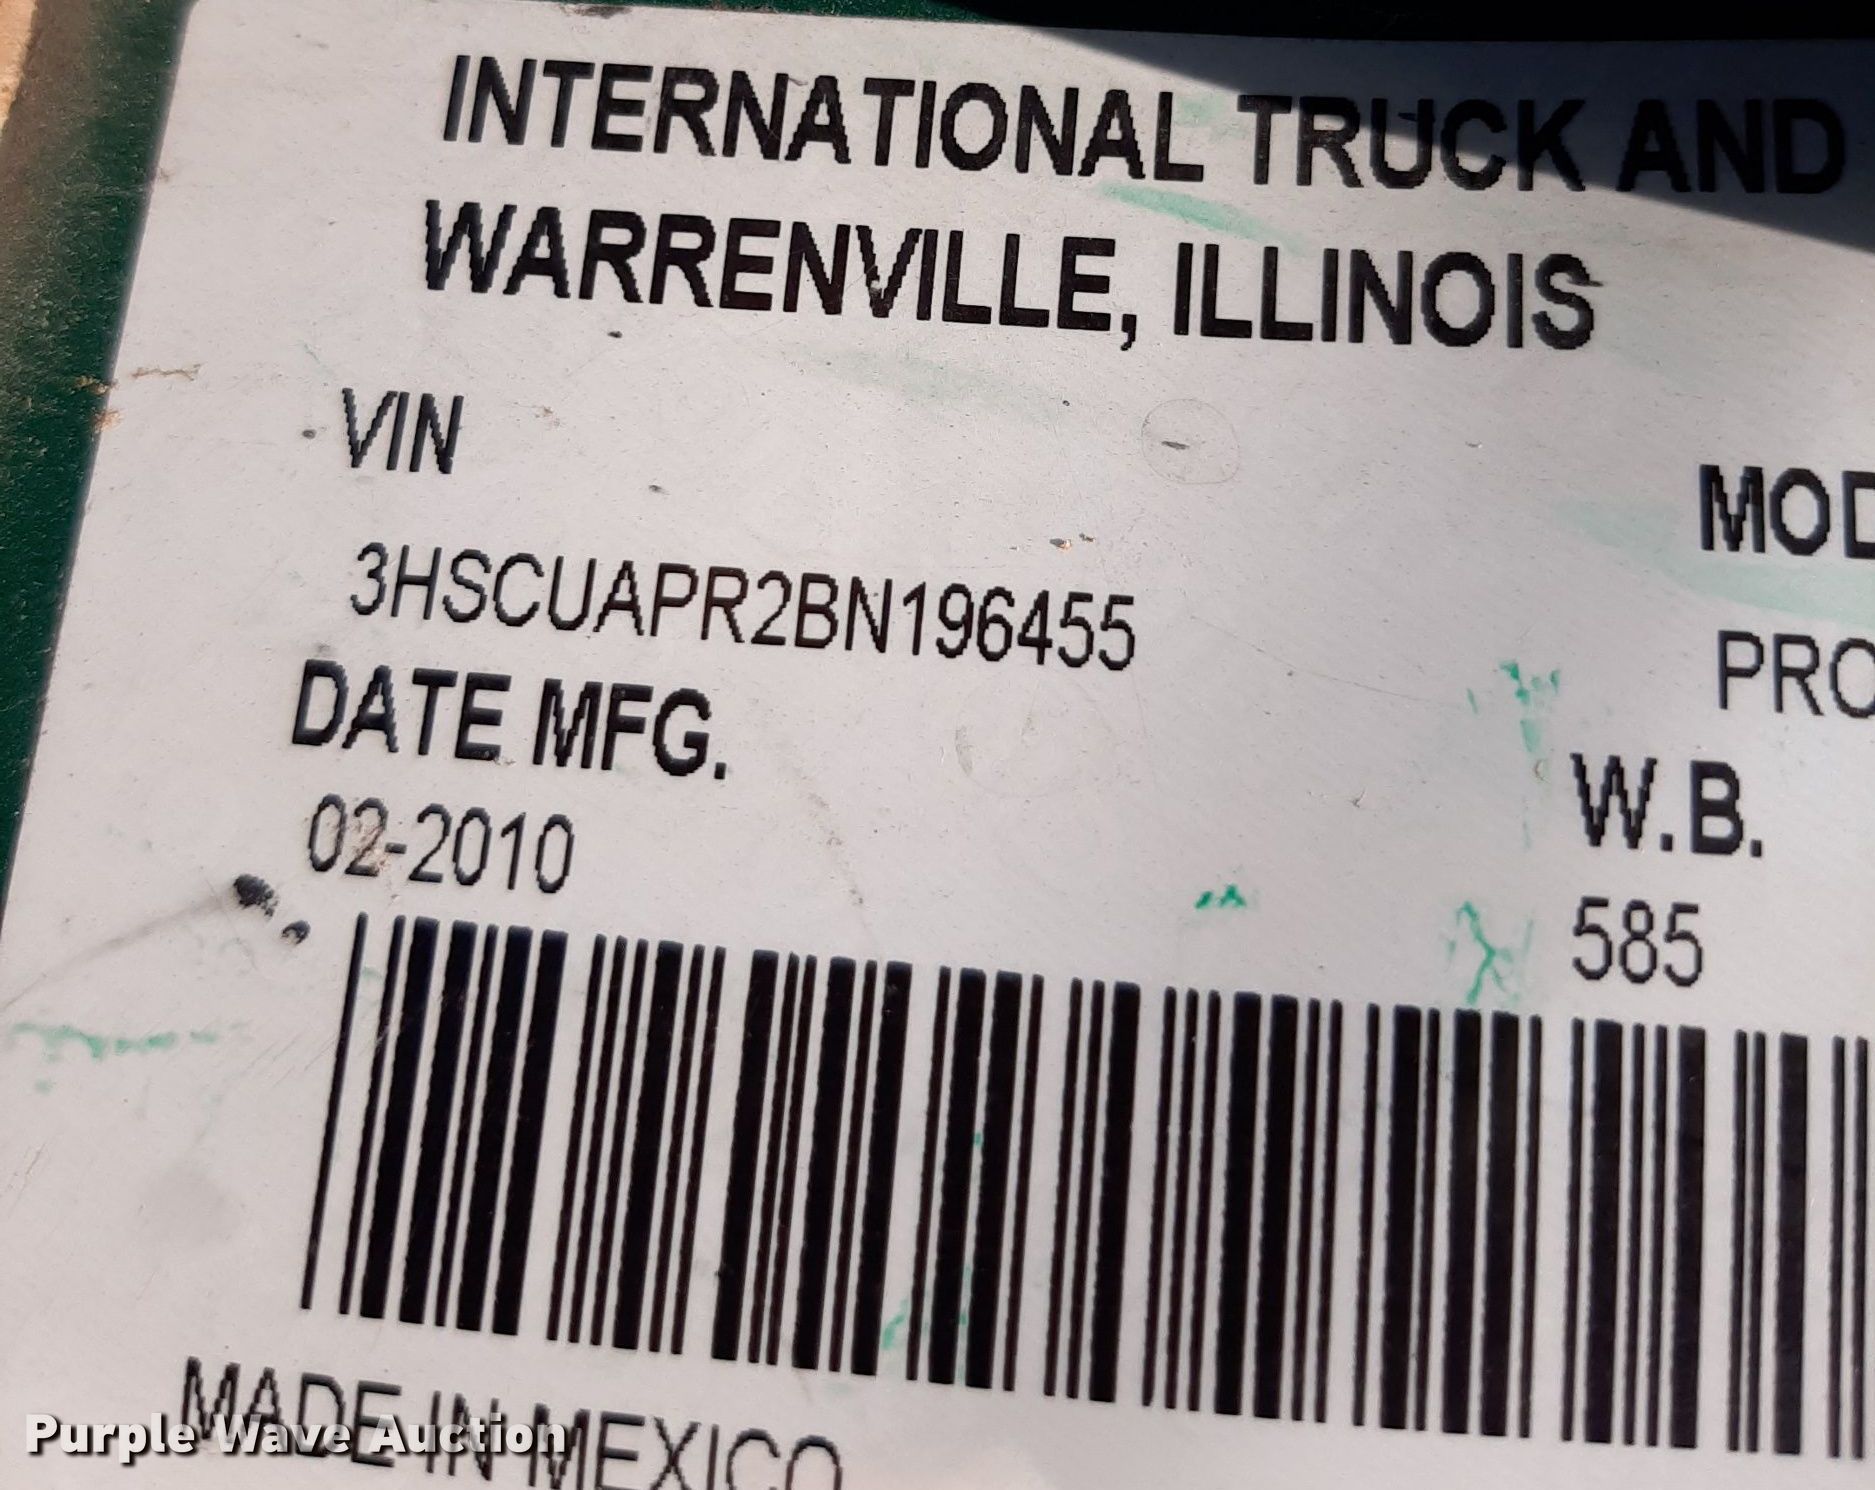 INTERNATIONAL TRUCK AND
WARRENVILLE, ILLINOIS
VIN
MOD
3HSCUAPR2BN196455
PRO
DATE MFG.
W.B.
02-2010
585
MADE IN MEXICO
Purple Wave Auction